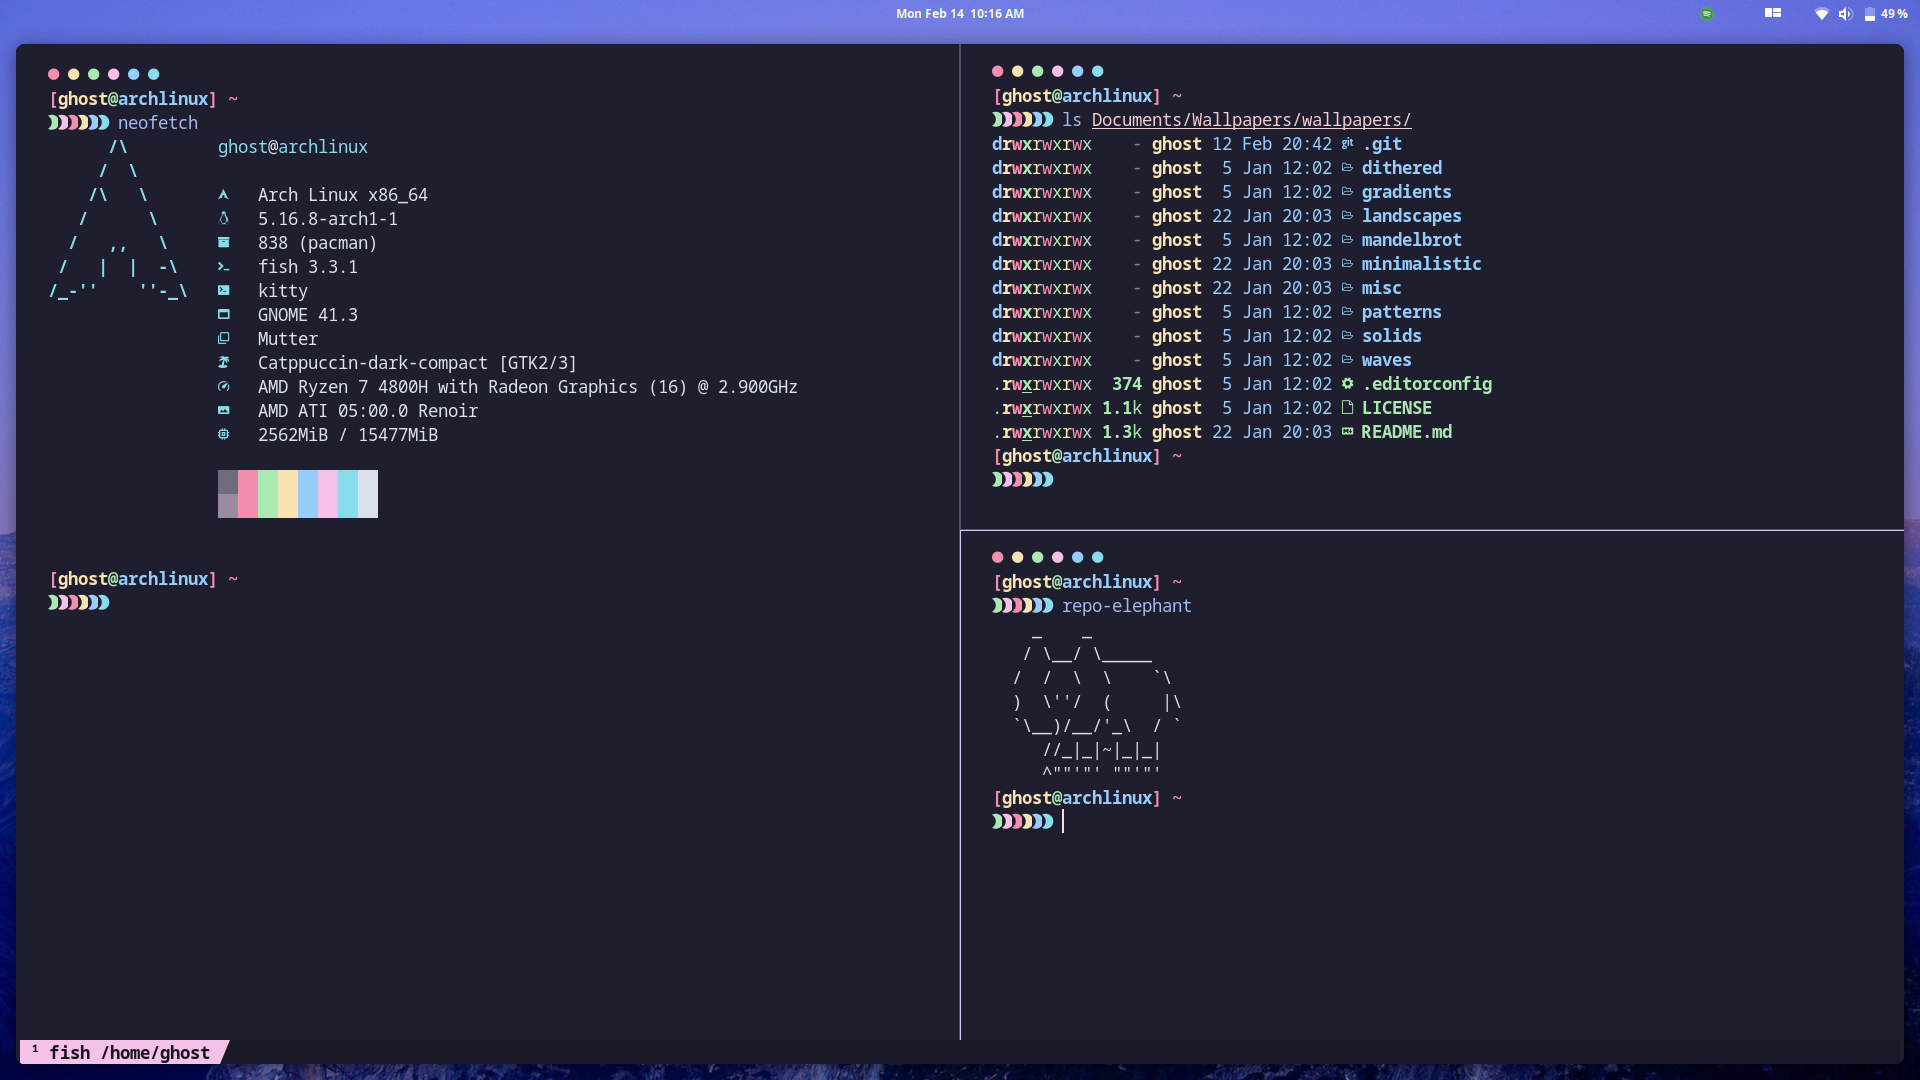 Mon Feb 14  10:16 AM
49 %
[ghost@archlinux] ~
neofetch
       /\
      /  \
     /\   \
    /      \
   /   ,,   \
  /   |  |  -\
 /_-''    ''-_\
ghost@archlinux
Arch Linux x86_64
5.16.8-arch1-1
838 (pacman)
fish 3.3.1
kitty
GNOME 41.3
Mutter
Catppuccin-dark-compact [GTK2/3]
AMD Ryzen 7 4800H with Radeon Graphics (16) @ 2.900GHz
AMD ATI 05:00.0 Renoir
2562MiB / 15477MiB
[ghost@archlinux] ~
[ghost@archlinux] ~
ls Documents/Wallpapers/wallpapers/
drwxrwxrwx    - ghost 12 Feb 20:42 git .git
drwxrwxrwx    - ghost  5 Jan 12:02 dithered
drwxrwxrwx    - ghost  5 Jan 12:02 gradients
drwxrwxrwx    - ghost 22 Jan 20:03 landscapes
drwxrwxrwx    - ghost  5 Jan 12:02 mandelbrot
drwxrwxrwx    - ghost 22 Jan 20:03 minimalistic
drwxrwxrwx    - ghost 22 Jan 20:03 misc
drwxrwxrwx    - ghost  5 Jan 12:02 patterns
drwxrwxrwx    - ghost  5 Jan 12:02 solids
drwxrwxrwx    - ghost  5 Jan 12:02 waves
.rwxrwxrwx  374 ghost  5 Jan 12:02 .editorconfig
.rwxrwxrwx 1.1k ghost  5 Jan 12:02 LICENSE
.rwxrwxrwx 1.3k ghost 22 Jan 20:03 README.md
[ghost@archlinux] ~
[ghost@archlinux] ~
repo-elephant
    _    _
   / \__/ \_____
  /  /  \  \    `\
  )  \''/  (     |\
  `\__)/__/'_\  / `
     //_|_|~|_|_|
     ^""'"' ""'"'
[ghost@archlinux] ~
1 fish /home/ghost